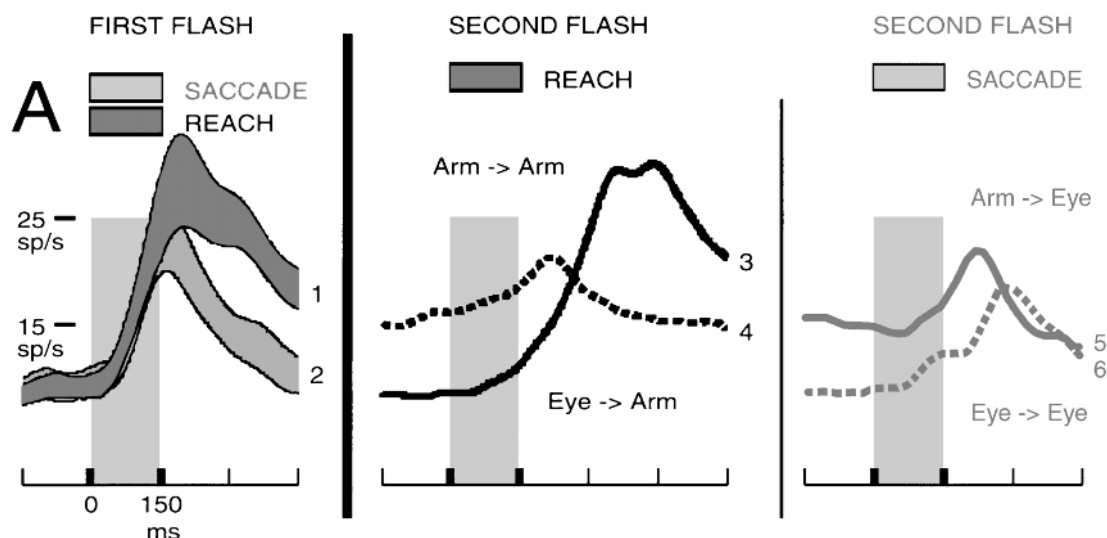 FIRST FLASH
SECOND FLASH
SECOND FLASH
A
SACCADE
REACH
REACH
SACCADE
Arm -> Arm
Arm -> Eye
25
sp/s
15
sp/s
1
2
3
4
5
6
Eye -> Arm
Eye -> Eye
0
150
ms